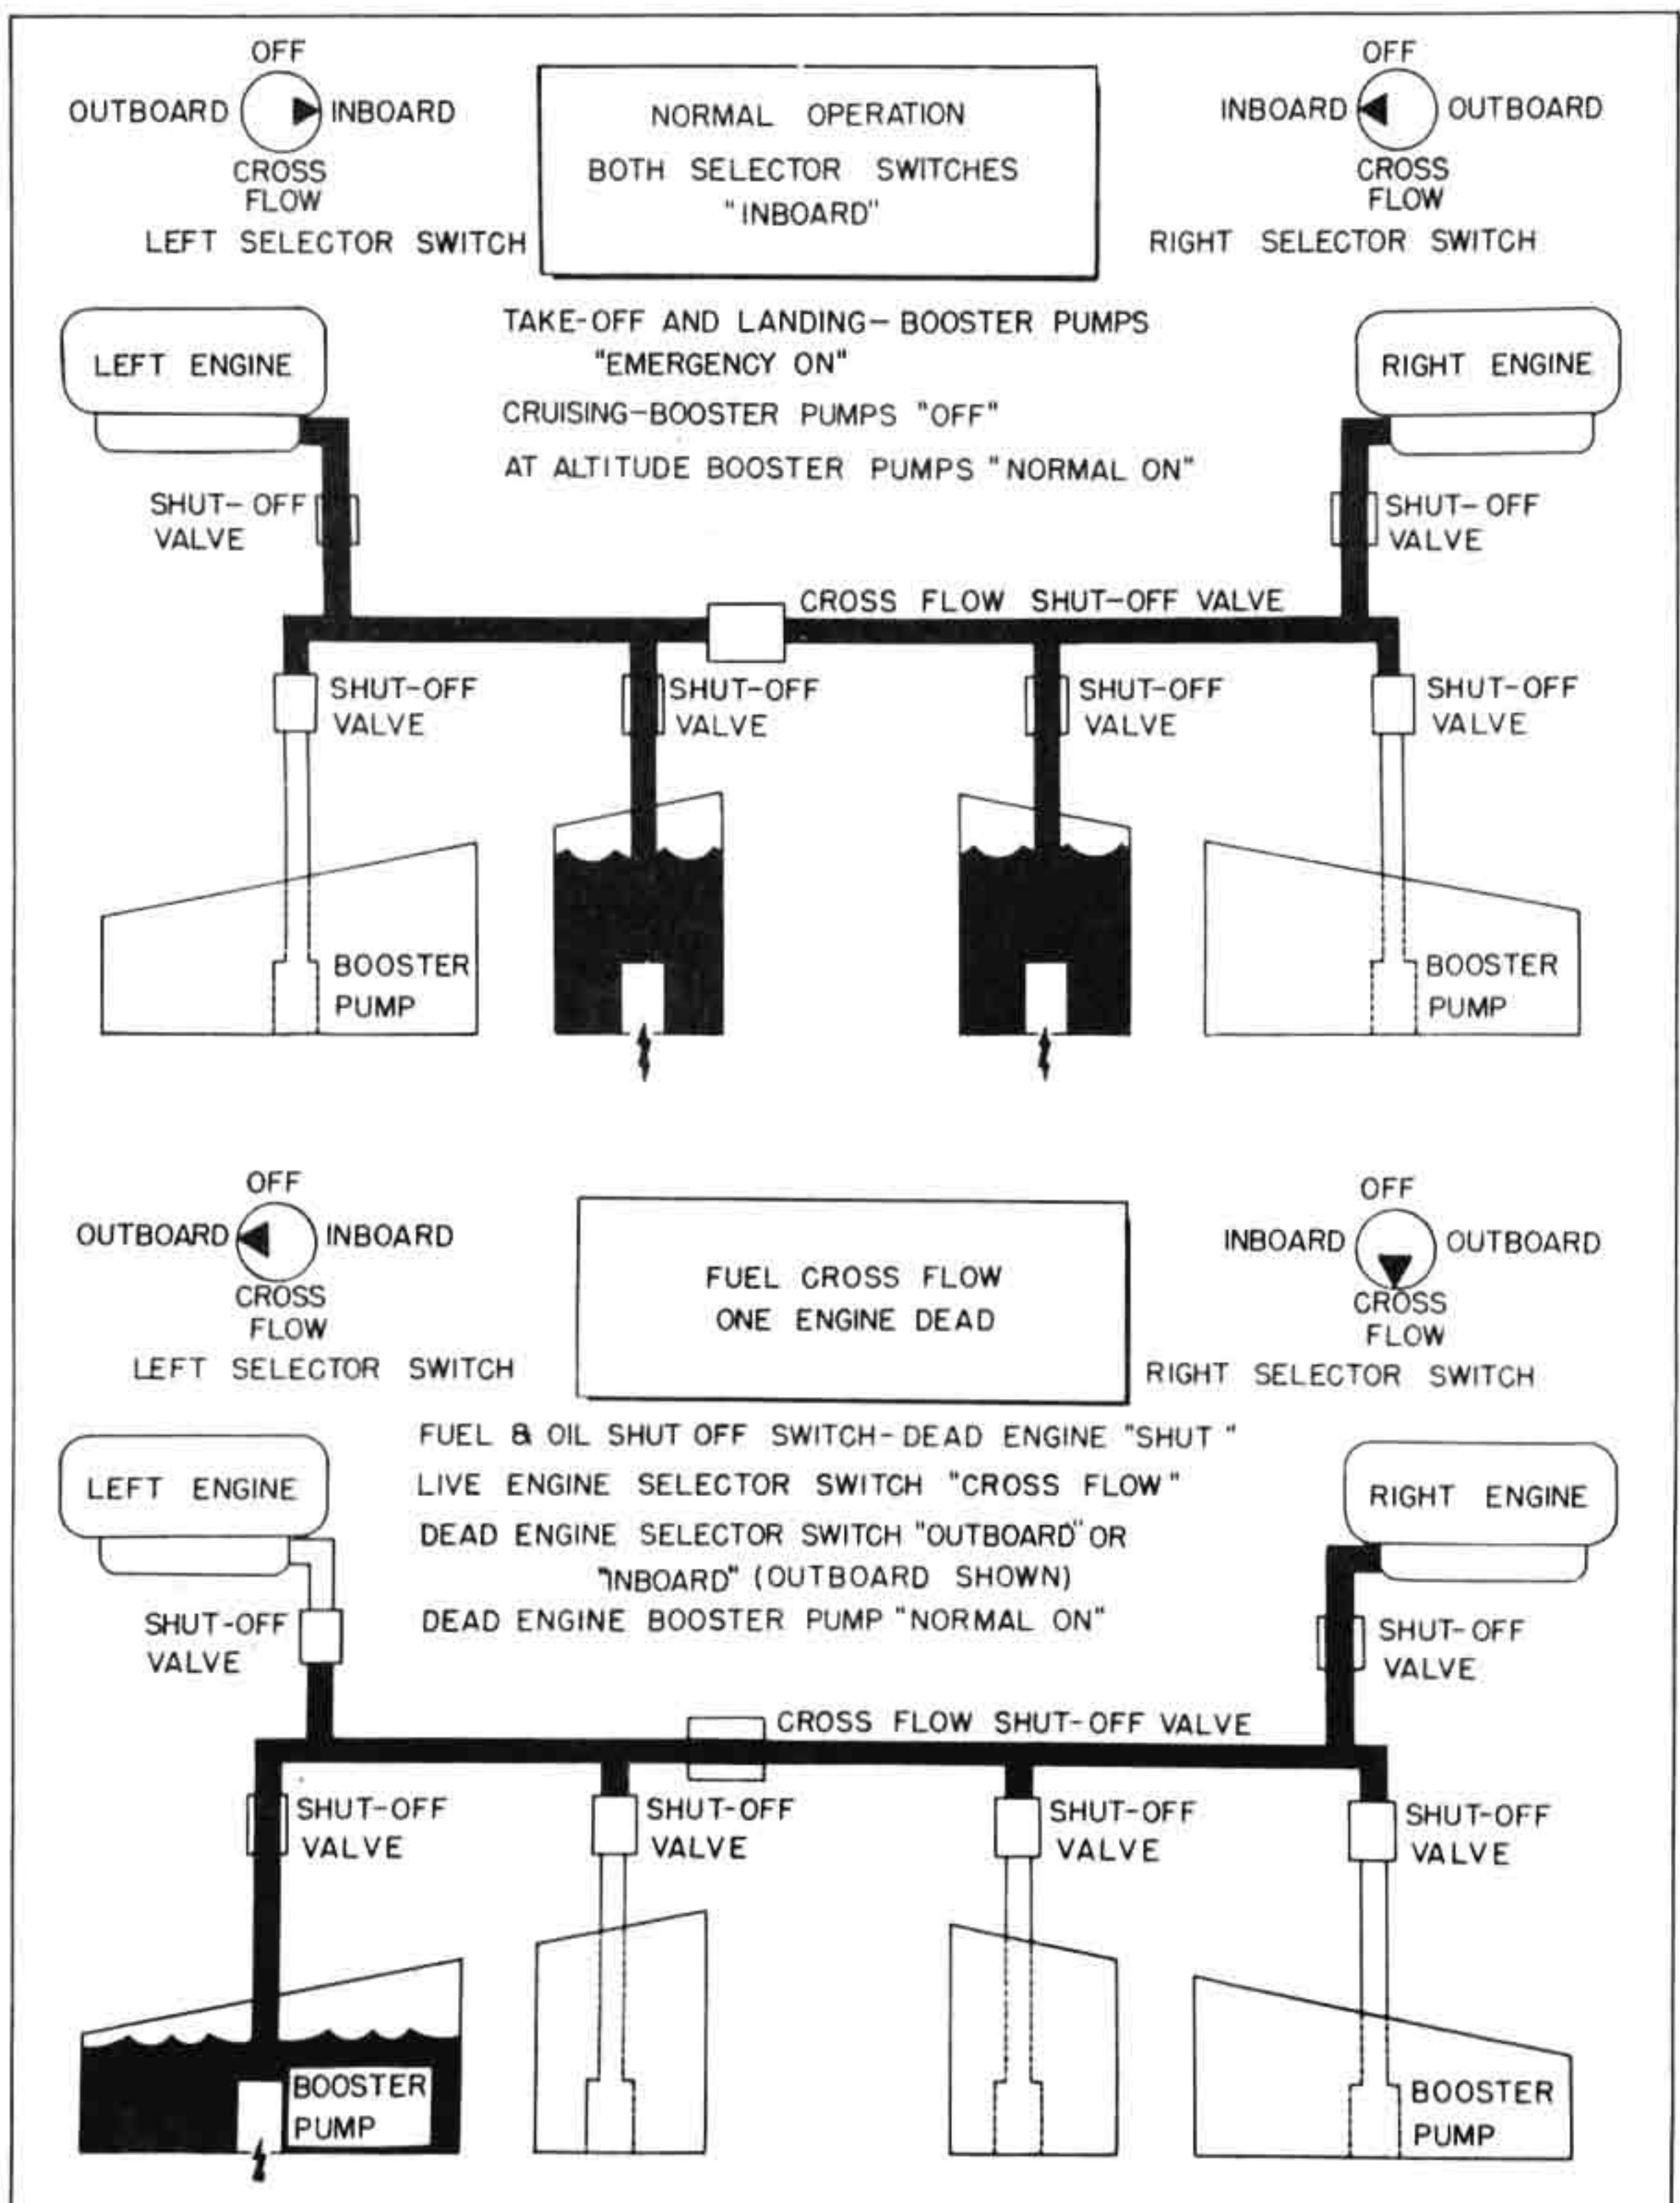 OFF
OUTBOARD INBOARD
CROSS
FLOW
LEFT SELECTOR SWITCH
NORMAL OPERATION
BOTH SELECTOR SWITCHES
"INBOARD"
OFF
INBOARD OUTBOARD
CROSS
FLOW
RIGHT SELECTOR SWITCH
TAKE-OFF AND LANDING-BOOSTER PUMPS
"EMERGENCY ON"
CRUISING-BOOSTER PUMPS "OFF"
AT ALTITUDE BOOSTER PUMPS "NORMAL ON"
LEFT ENGINE
RIGHT ENGINE
SHUT-OFF
VALVE
SHUT-OFF
VALVE
CROSS FLOW SHUT-OFF VALVE
SHUT-OFF
VALVE
SHUT-OFF
VALVE
SHUT-OFF
VALVE
SHUT-OFF
VALVE
BOOSTER
PUMP
BOOSTER
PUMP
OFF
OUTBOARD INBOARD
CROSS
FLOW
LEFT SELECTOR SWITCH
FUEL CROSS FLOW
ONE ENGINE DEAD
OFF
INBOARD OUTBOARD
CROSS
FLOW
RIGHT SELECTOR SWITCH
FUEL & OIL SHUT OFF SWITCH-DEAD ENGINE "SHUT"
LIVE ENGINE SELECTOR SWITCH "CROSS FLOW"
DEAD ENGINE SELECTOR SWITCH "OUTBOARD" OR
"INBOARD" (OUTBOARD SHOWN)
DEAD ENGINE BOOSTER PUMP "NORMAL ON"
LEFT ENGINE
RIGHT ENGINE
SHUT-OFF
VALVE
SHUT-OFF
VALVE
CROSS FLOW SHUT-OFF VALVE
SHUT-OFF
VALVE
SHUT-OFF
VALVE
SHUT-OFF
VALVE
SHUT-OFF
VALVE
BOOSTER
PUMP
BOOSTER
PUMP